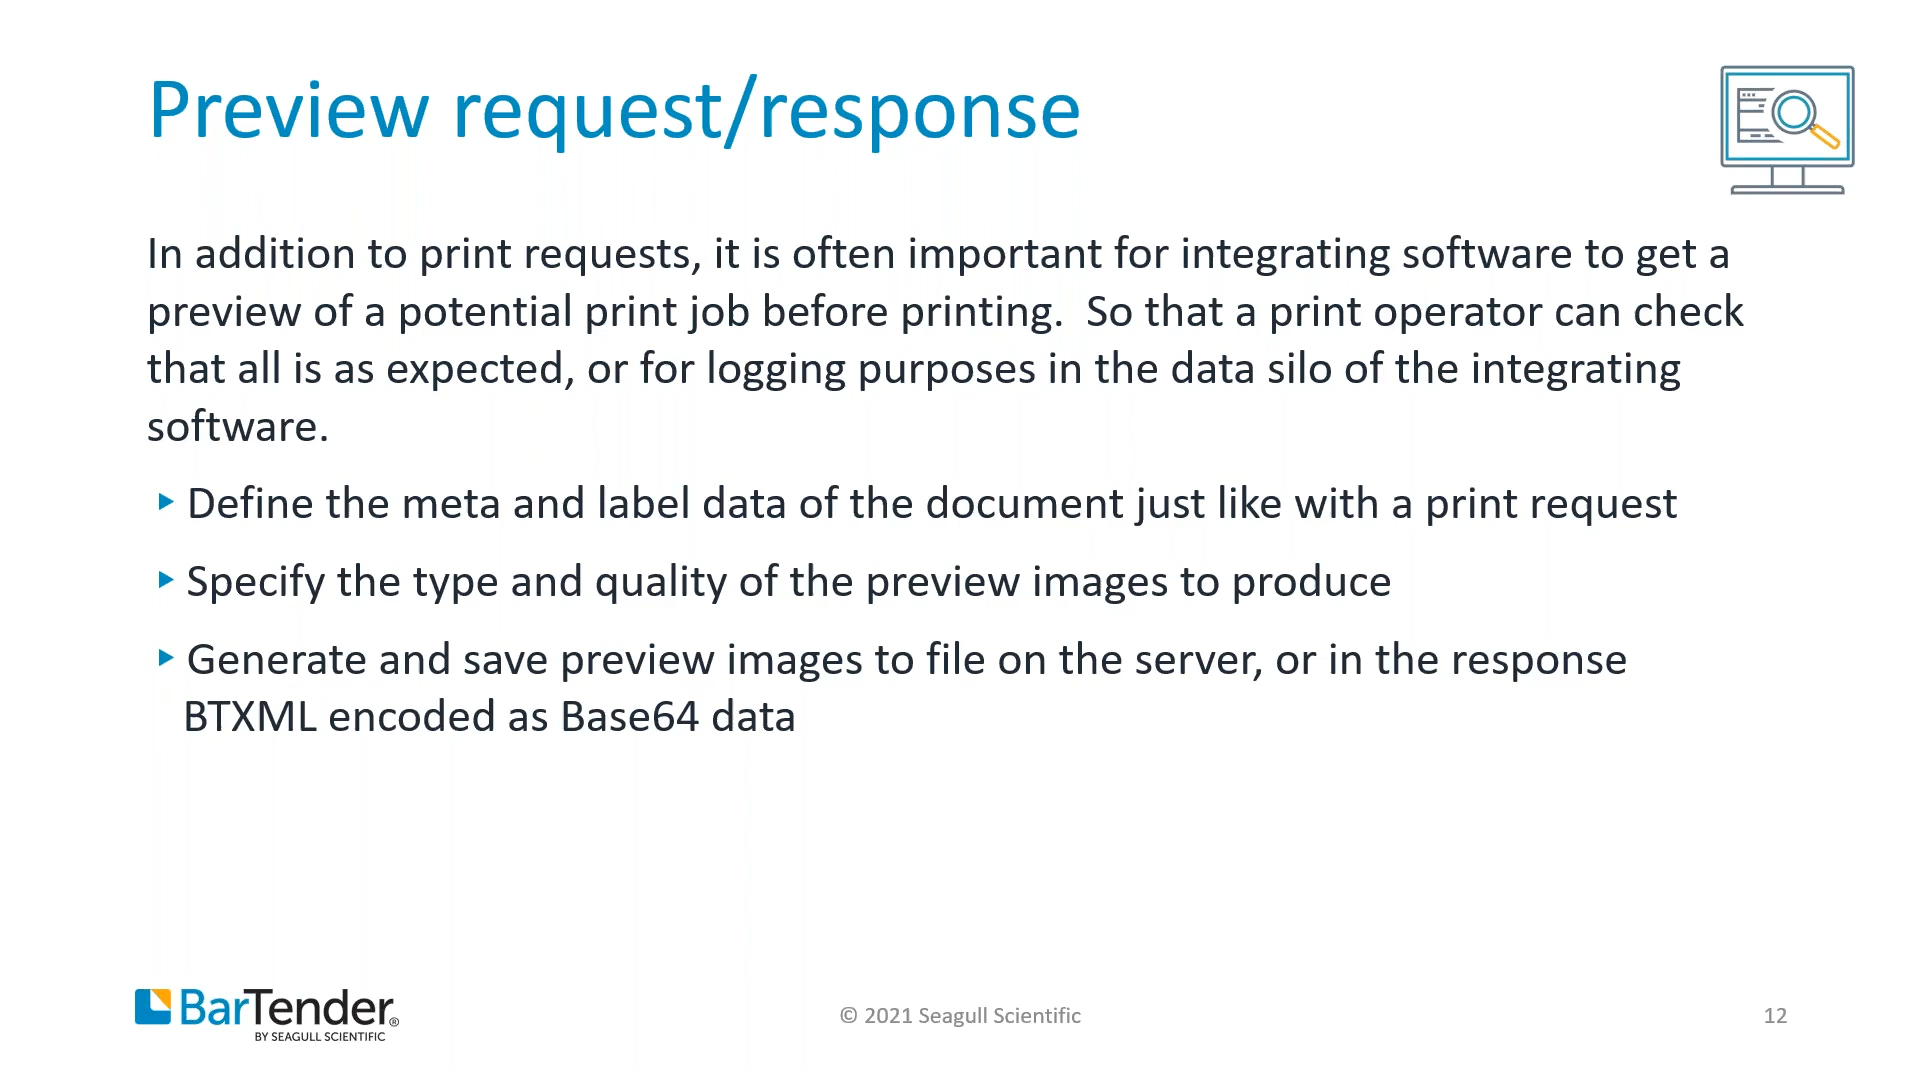 Preview request/response
In addition to print requests, it is often important for integrating software to get a
preview of a potential print job before printing.  So that a print operator can check
that all is as expected, or for logging purposes in the data silo of the integrating
software.
Define the meta and label data of the document just like with a print request
Specify the type and quality of the preview images to produce
Generate and save preview images to file on the server, or in the response
BTXML encoded as Base64 data
BarTender®
BY SEAGULL SCIENTIFIC
© 2021 Seagull Scientific
12